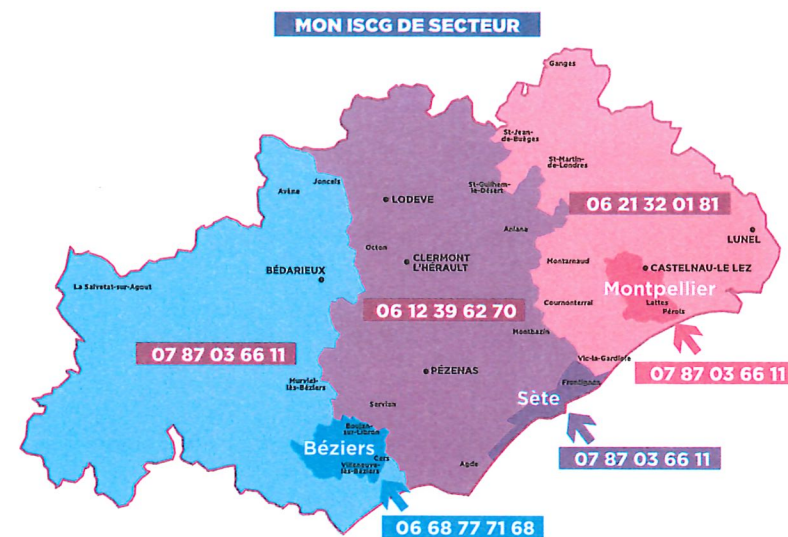 MON ISCG DE SECTEUR
Ganges
St-Jean-
de-Buèges
St-Martin-
de-Londres
Joncels
Avène
St-Guilhem-
le-Désert
LODEVE
06 21 32 01 81
Aniane
LUNEL
Octon
CLERMONT
L'HÉRAULT
Montarnaud
CASTELNAU-LE LEZ
BÉDARIEUX
La Salvetat-sur-Agout
Montpellier
Cournonterral
Lattes
Pérols
06 12 39 62 70
Montbazin
07 87 03 66 11
Vic-la-Gardiole
PÉZENAS
07 87 03 66 11
Murviel-
lès-Béziers
Frontignan
Sète
Servian
Boujan-
sur-Libron
Béziers
Cers
Villeneuve-
lès-Béziers
Agde
07 87 03 66 11
06 68 77 71 68